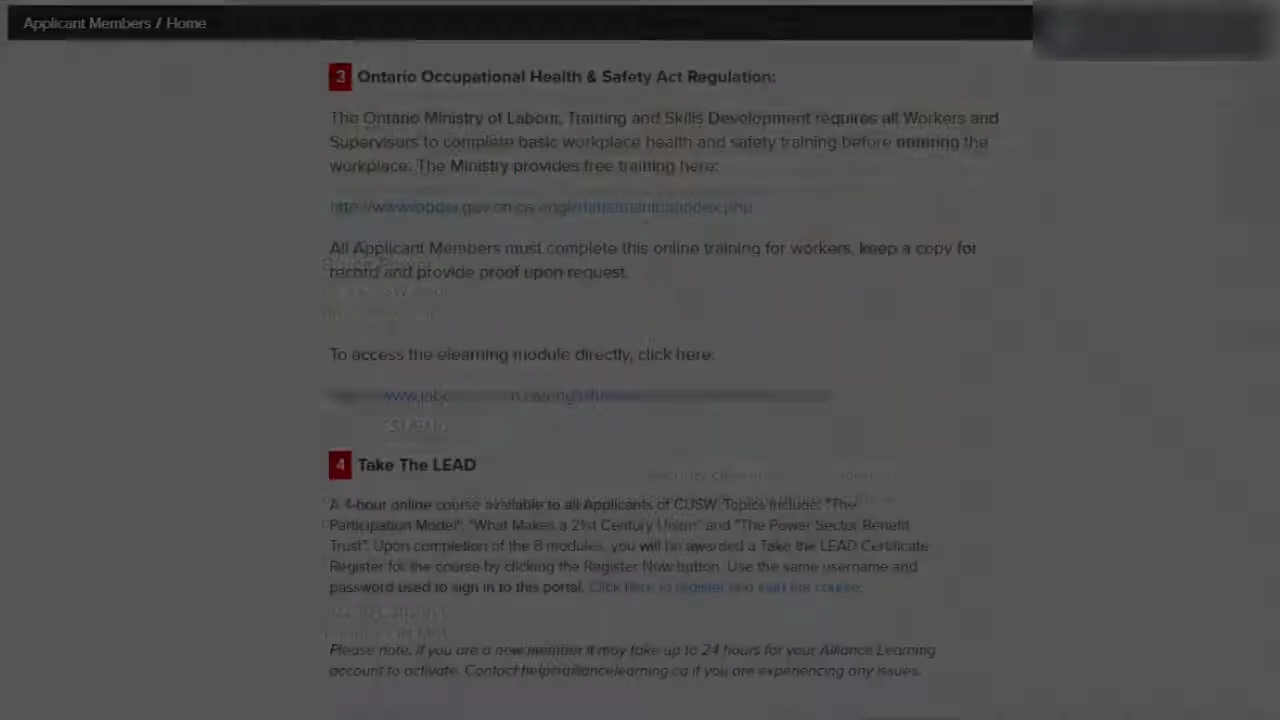 Applicant Members / Home
3 Ontario Occupational Health & Safety Act Regulation:
The Ontario Ministry of Labour, Training and Skills Development requires all Workers and
Supervisors to complete basic workplace health and safety training before entering the
workplace. The Ministry provides free training here:
All Applicant Members must complete this online training for workers, keep a copy for
record and provide proof upon request.
To access the elearning module directly, click here:
4 Take The LEAD
A 4-hour online course available to all Applicants of CUSW. Topics include: "The
Participation Model", "What Makes a 21st Century Union" and "The Power Sector Benefit
Trust". Upon completion of the 8 modules, you will be awarded a Take the LEAD Certificate
Register for the course by clicking the Register Now button. Use the same username and
password used to sign in to this portal. Click here to register and start the course.
Please note, if you are a new member it may take up to 24 hours for your Alliance Learning
account to activate. Contact help@alliancelearning.ca if you are experiencing any issues.